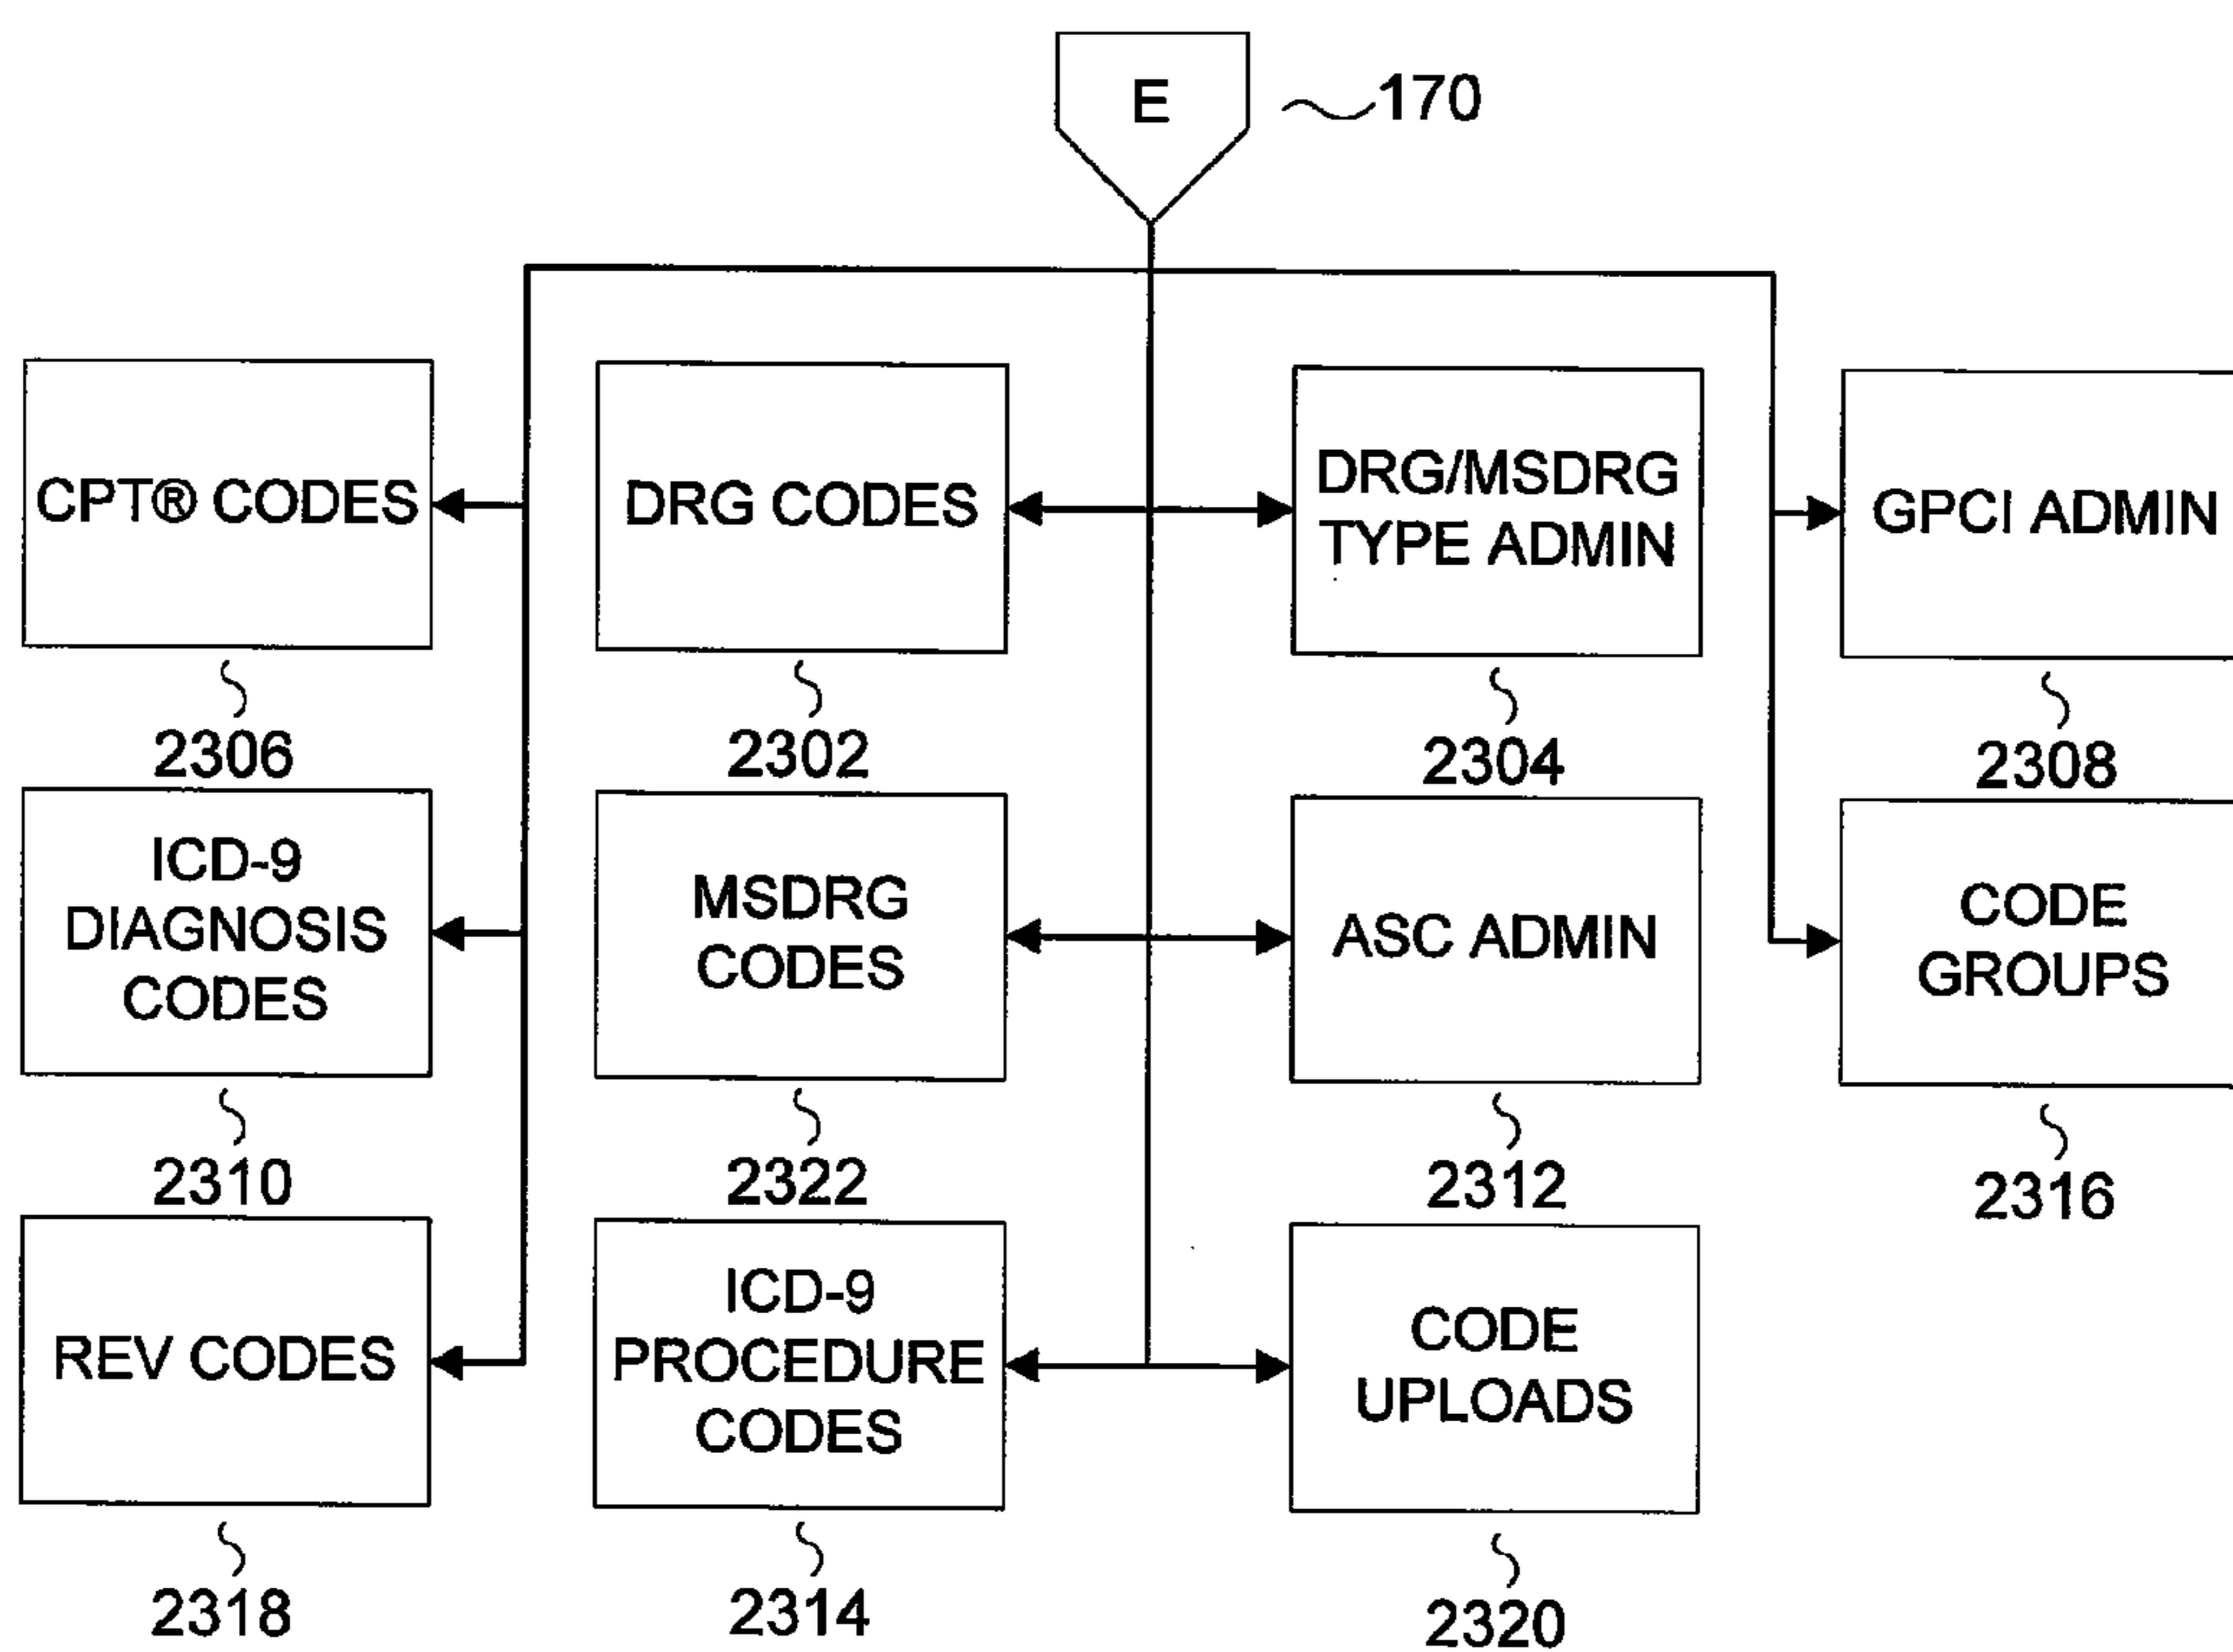 E
170
CPT® CODES
2306
DRG CODES
2302
DRG/MSDRG
TYPE ADMIN
2304
GPCI ADMIN
2308
ICD-9
DIAGNOSIS
CODES
2310
MSDRG
CODES
2322
ASC ADMIN
2312
CODE
GROUPS
2316
REV CODES
2318
ICD-9
PROCEDURE
CODES
2314
CODE
UPLOADS
2320